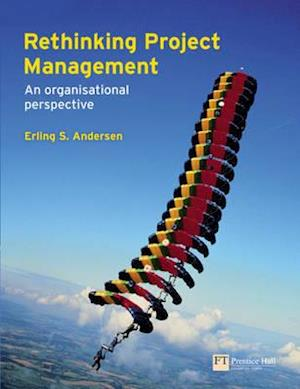 Rethinking Project
Management
An organisational
perspective
Erling S. Andersen
FT
Prentice Hall